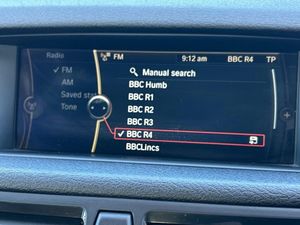 Radio
FM 9:12 am BBC R4 TP
FM
AM
Saved stat
Tone
Manual search
BBC Humb
BBC R1
BBC R2
BBC R3
BBC R4
BBCLincs